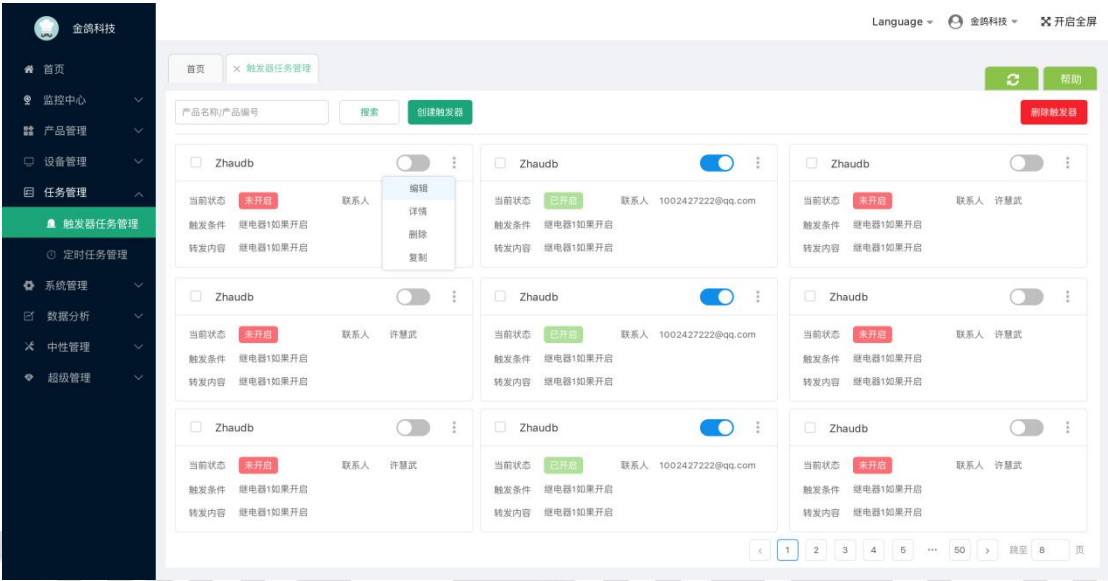 金鸽科技
Language
金鸽科技
开启全屏
首页
监控中心
产品管理
设备管理
任务管理
触发器任务管理
定时任务管理
系统管理
数据分析
中性管理
超级管理
首页
× 触发器任务管理
帮助
产品名称/产品编号
搜索
创建触发器
删除触发器
Zhaudb
当前状态 未开启 联系人
触发条件 继电器1如果开启
转发内容 继电器1如果开启
编辑
详情
删除
复制
Zhaudb
当前状态 已开启 联系人 1002427222@qq.com
触发条件 继电器1如果开启
转发内容 继电器1如果开启
Zhaudb
当前状态 未开启 联系人 许慧武
触发条件 继电器1如果开启
转发内容 继电器1如果开启
Zhaudb
当前状态 未开启 联系人 许慧武
触发条件 继电器1如果开启
转发内容 继电器1如果开启
Zhaudb
当前状态 已开启 联系人 1002427222@qq.com
触发条件 继电器1如果开启
转发内容 继电器1如果开启
Zhaudb
当前状态 未开启 联系人 许慧武
触发条件 继电器1如果开启
转发内容 继电器1如果开启
Zhaudb
当前状态 未开启 联系人 许慧武
触发条件 继电器1如果开启
转发内容 继电器1如果开启
Zhaudb
当前状态 已开启 联系人 1002427222@qq.com
触发条件 继电器1如果开启
转发内容 继电器1如果开启
Zhaudb
当前状态 未开启 联系人 许慧武
触发条件 继电器1如果开启
转发内容 继电器1如果开启
< 1 2 3 4 5 ··· 50 > 跳至 8 页